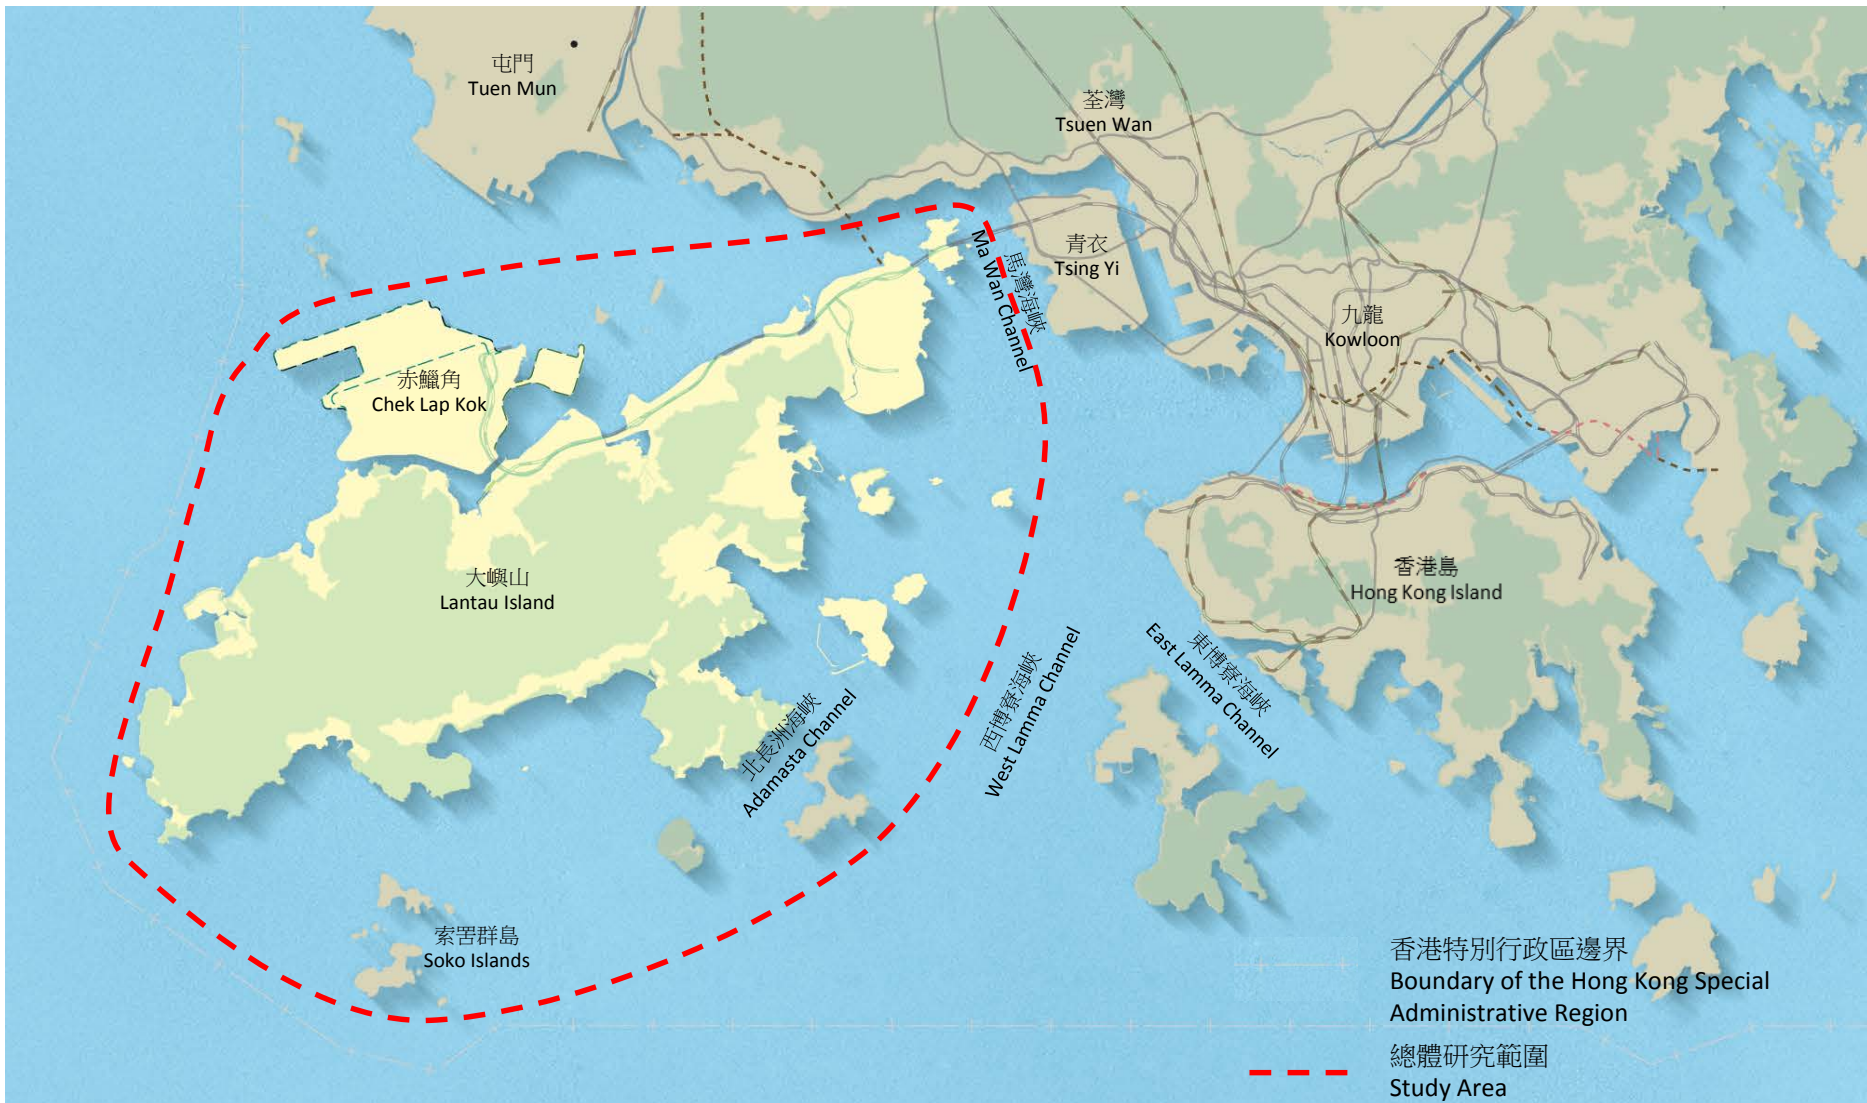 屯門
Tuen Mun
荃灣
Tsuen Wan
青衣
Tsing Yi
馬灣海峽
Ma Wan Channel
九龍
Kowloon
赤鱲角
Chek Lap Kok
大嶼山
Lantau Island
香港島
Hong Kong Island
東博寮海峽
East Lamma Channel
西博寮海峽
West Lamma Channel
北長洲海峽
Adamasta Channel
索罟群島
Soko Islands
香港特別行政區邊界
Boundary of the Hong Kong Special
Administrative Region
總體研究範圍
Study Area